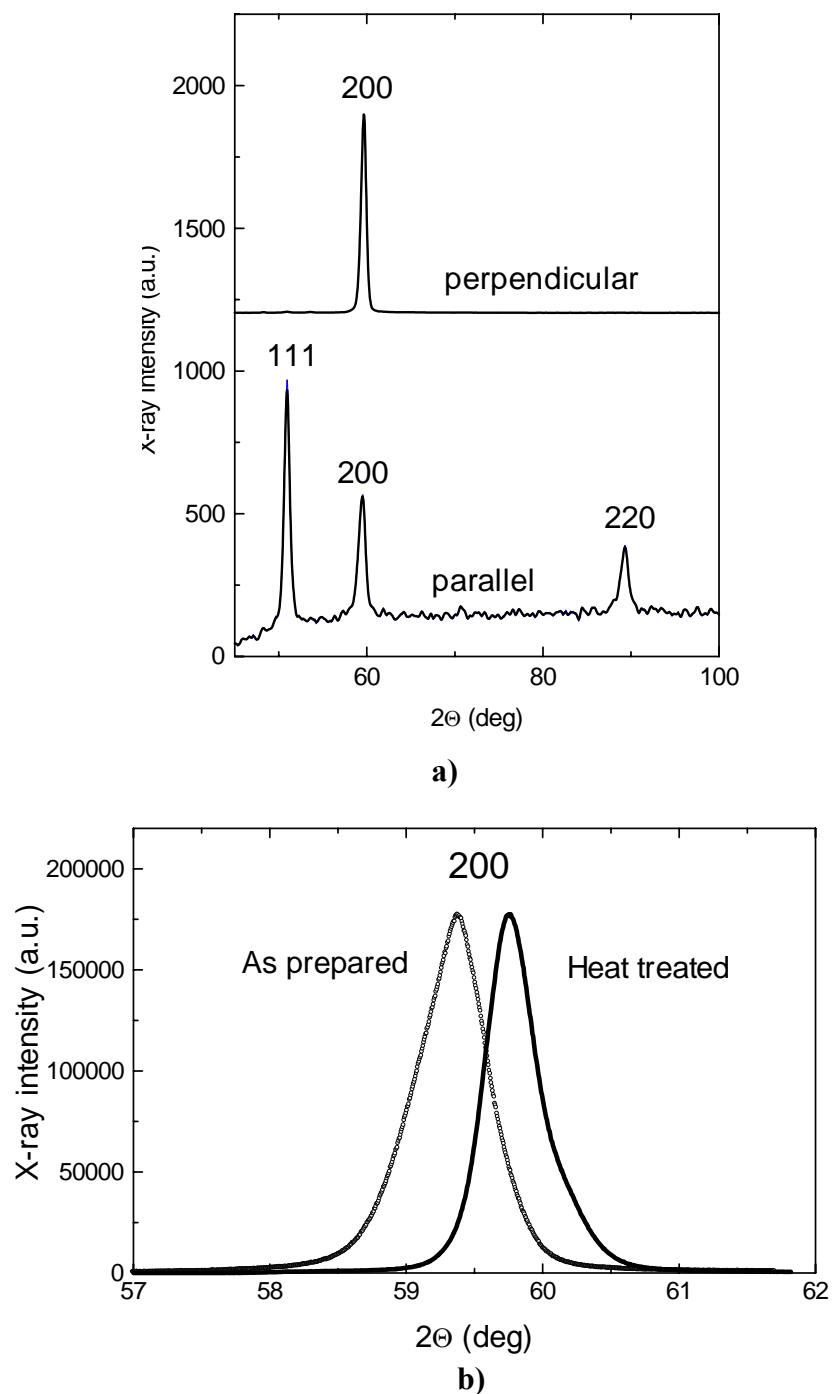 2000
200
1500
perpendicular
1000
111
X-ray intensity (a.u.)
200
500
220
parallel
0
60 80 100
2Θ (deg)
a)
200000
200
150000
As prepared Heat treated
100000
X-ray intensity (a.u.)
50000
0
57 58 59 60 61 62
2Θ (deg)
b)